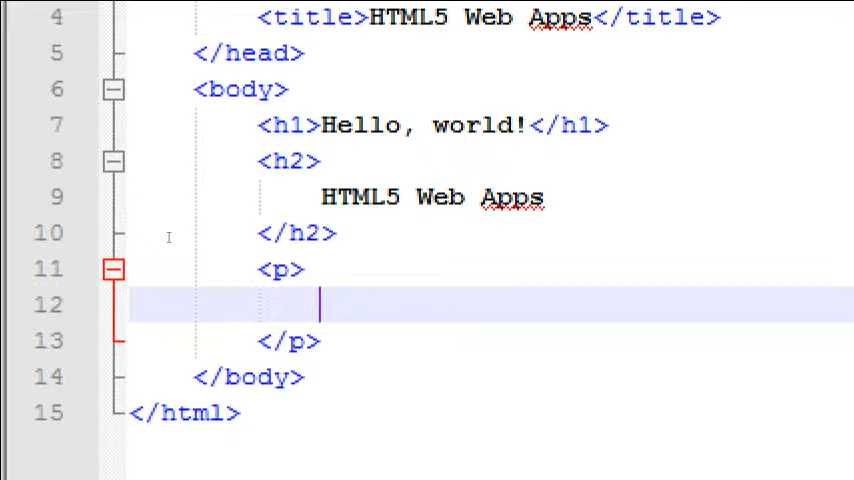 4 <title>HTML5 Web Apps</title>
5 </head>
6 <body>
7 <h1>Hello, world!</h1>
8 <h2>
9 HTML5 Web Apps
10 </h2>
11 <p>
12
13 </p>
14 </body>
15 </html>